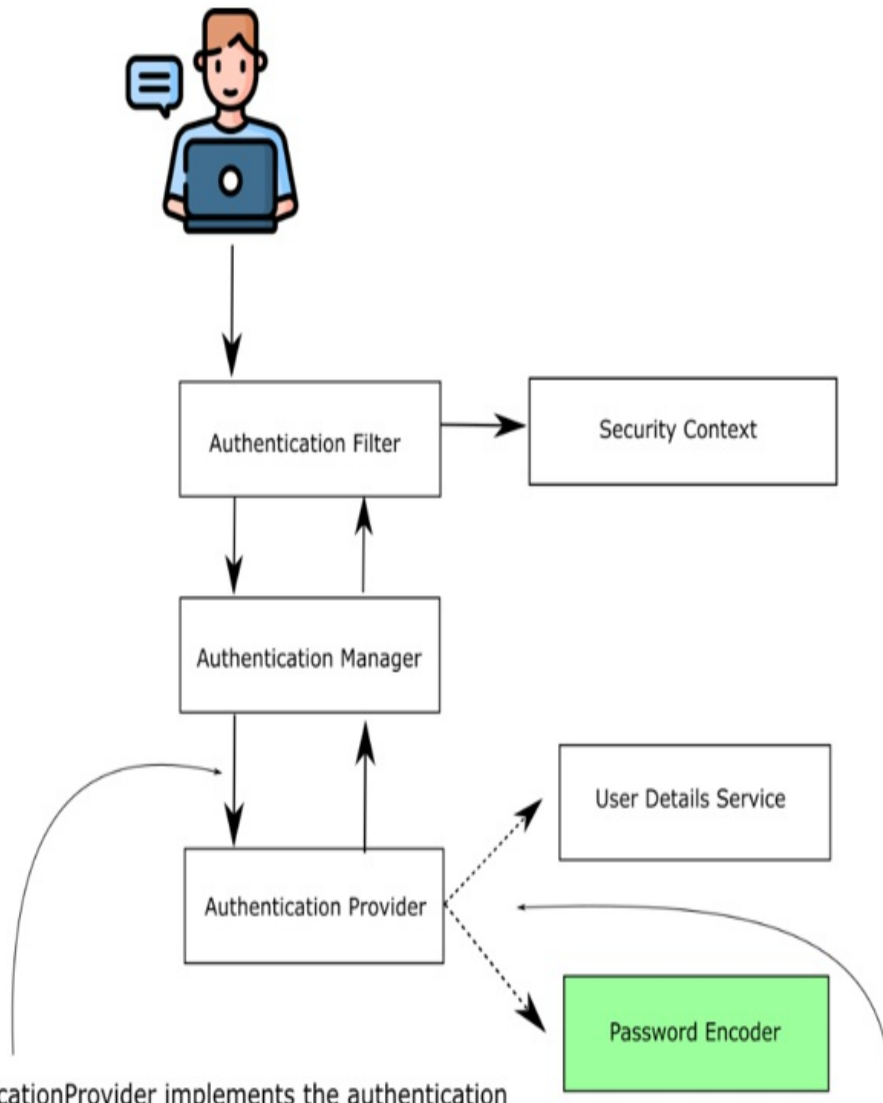 Authentication Filter
Security Context
Authentication Manager
User Details Service
Authentication Provider
Password Encoder
cationProvider implements the authentication